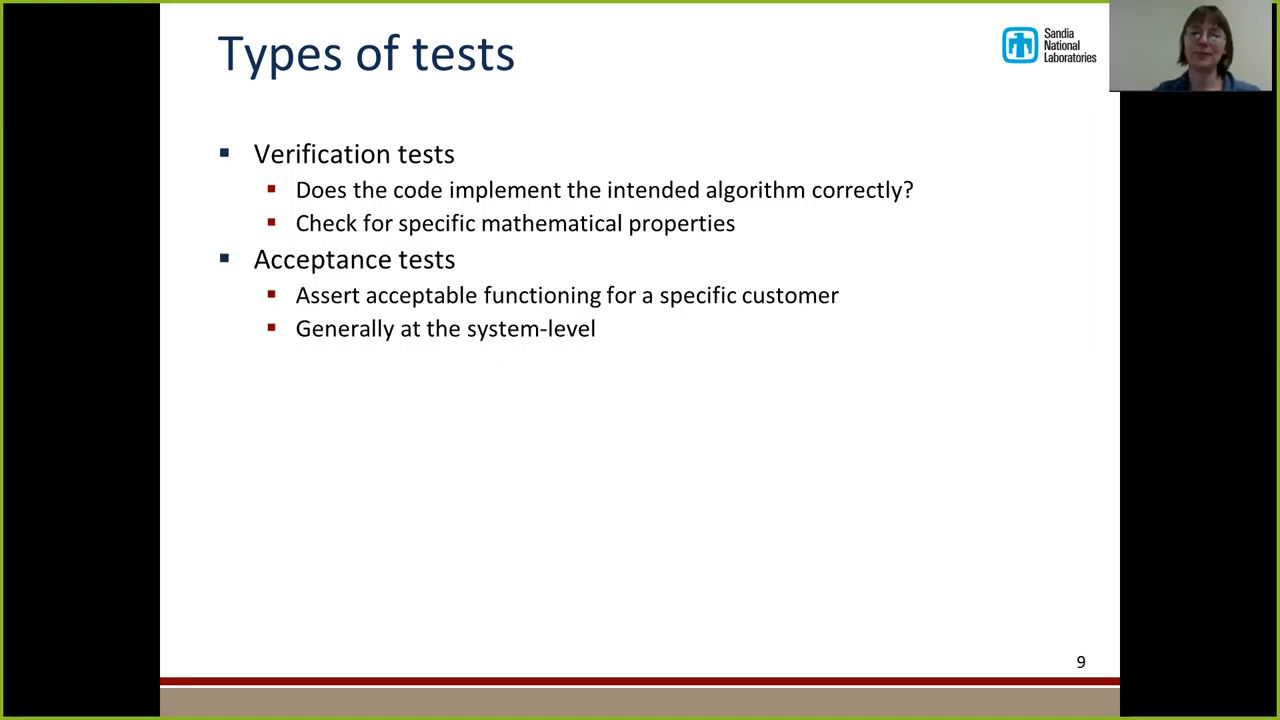 Types of tests
Sandia
National
Laboratories
Verification tests
Does the code implement the intended algorithm correctly?
Check for specific mathematical properties
Acceptance tests
Assert acceptable functioning for a specific customer
Generally at the system-level
9